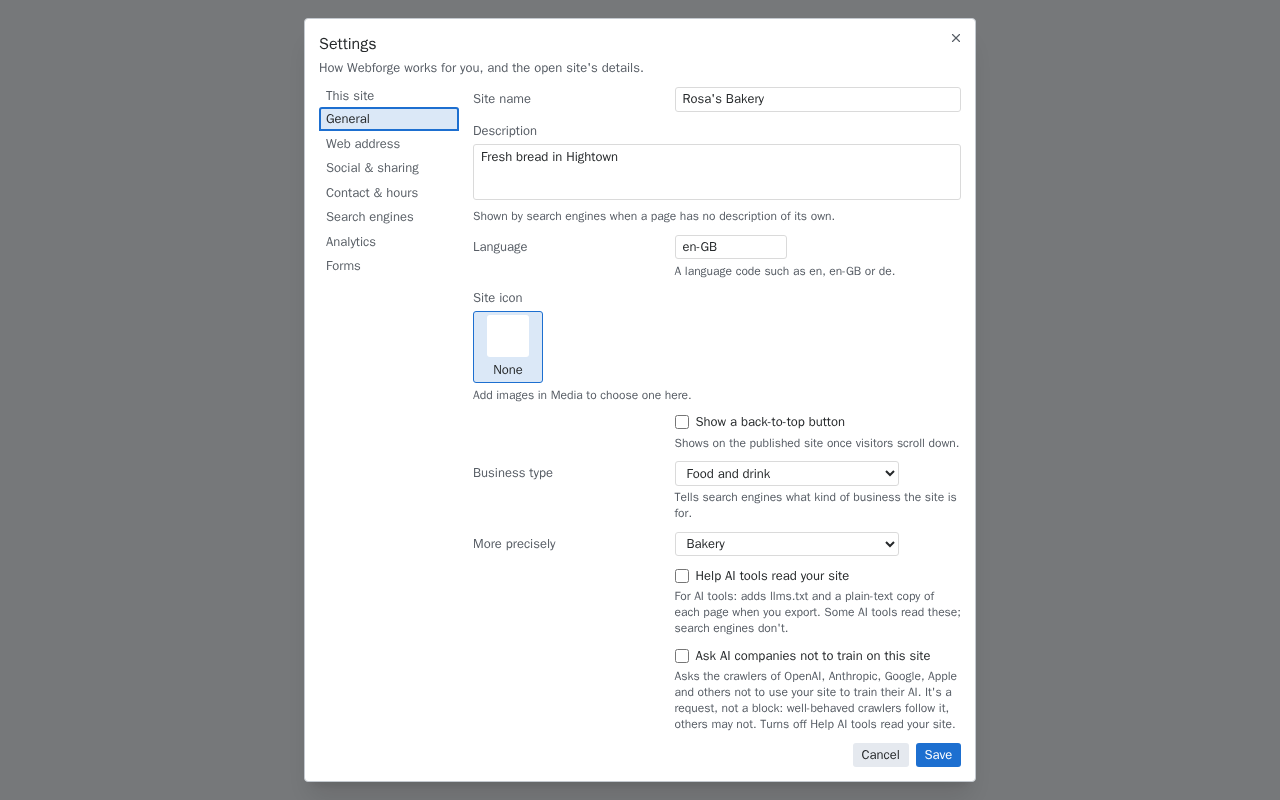 Settings
×
How Webforge works for you, and the open site's details.
This site
General
Web address
Social & sharing
Contact & hours
Search engines
Analytics
Forms
Site name
Rosa's Bakery
Description
Fresh bread in Hightown
Shown by search engines when a page has no description of its own.
Language
en-GB
A language code such as en, en-GB or de.
Site icon
None
Add images in Media to choose one here.
Show a back-to-top button
Shows on the published site once visitors scroll down.
Business type
Food and drink
Tells search engines what kind of business the site is
for.
More precisely
Bakery
Help AI tools read your site
For AI tools: adds llms.txt and a plain-text copy of
each page when you export. Some AI tools read these;
search engines don't.
Ask AI companies not to train on this site
Asks the crawlers of OpenAI, Anthropic, Google, Apple
and others not to use your site to train their AI. It's a
request, not a block: well-behaved crawlers follow it,
others may not. Turns off Help AI tools read your site.
Cancel
Save